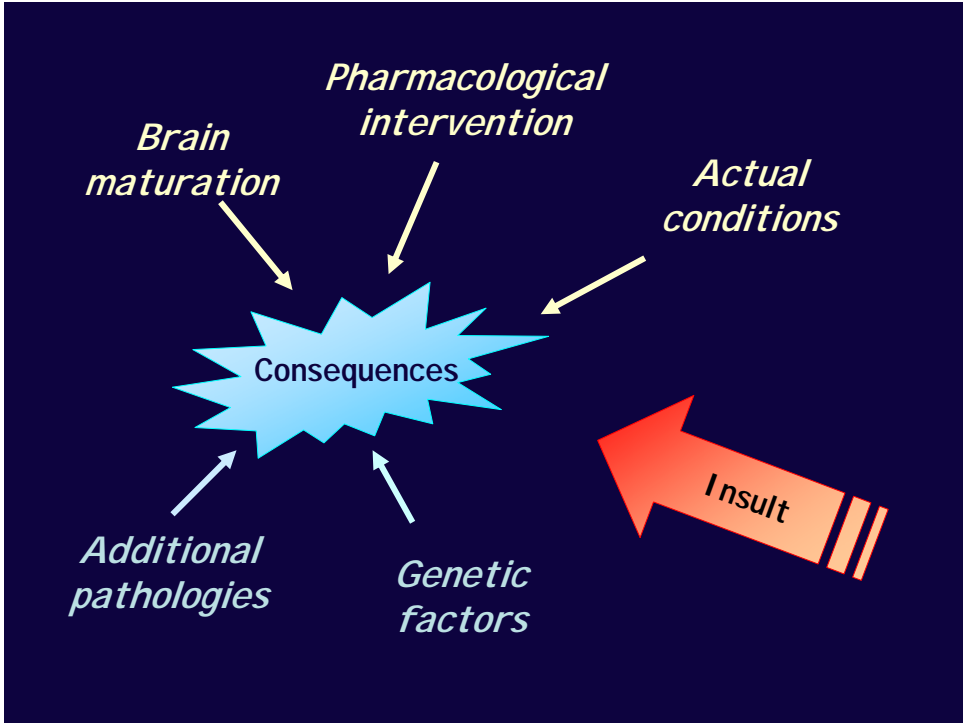 Pharmacological
intervention
Brain
maturation
Actual
conditions
Consequences
Insult
Additional
pathologies
Genetic
factors